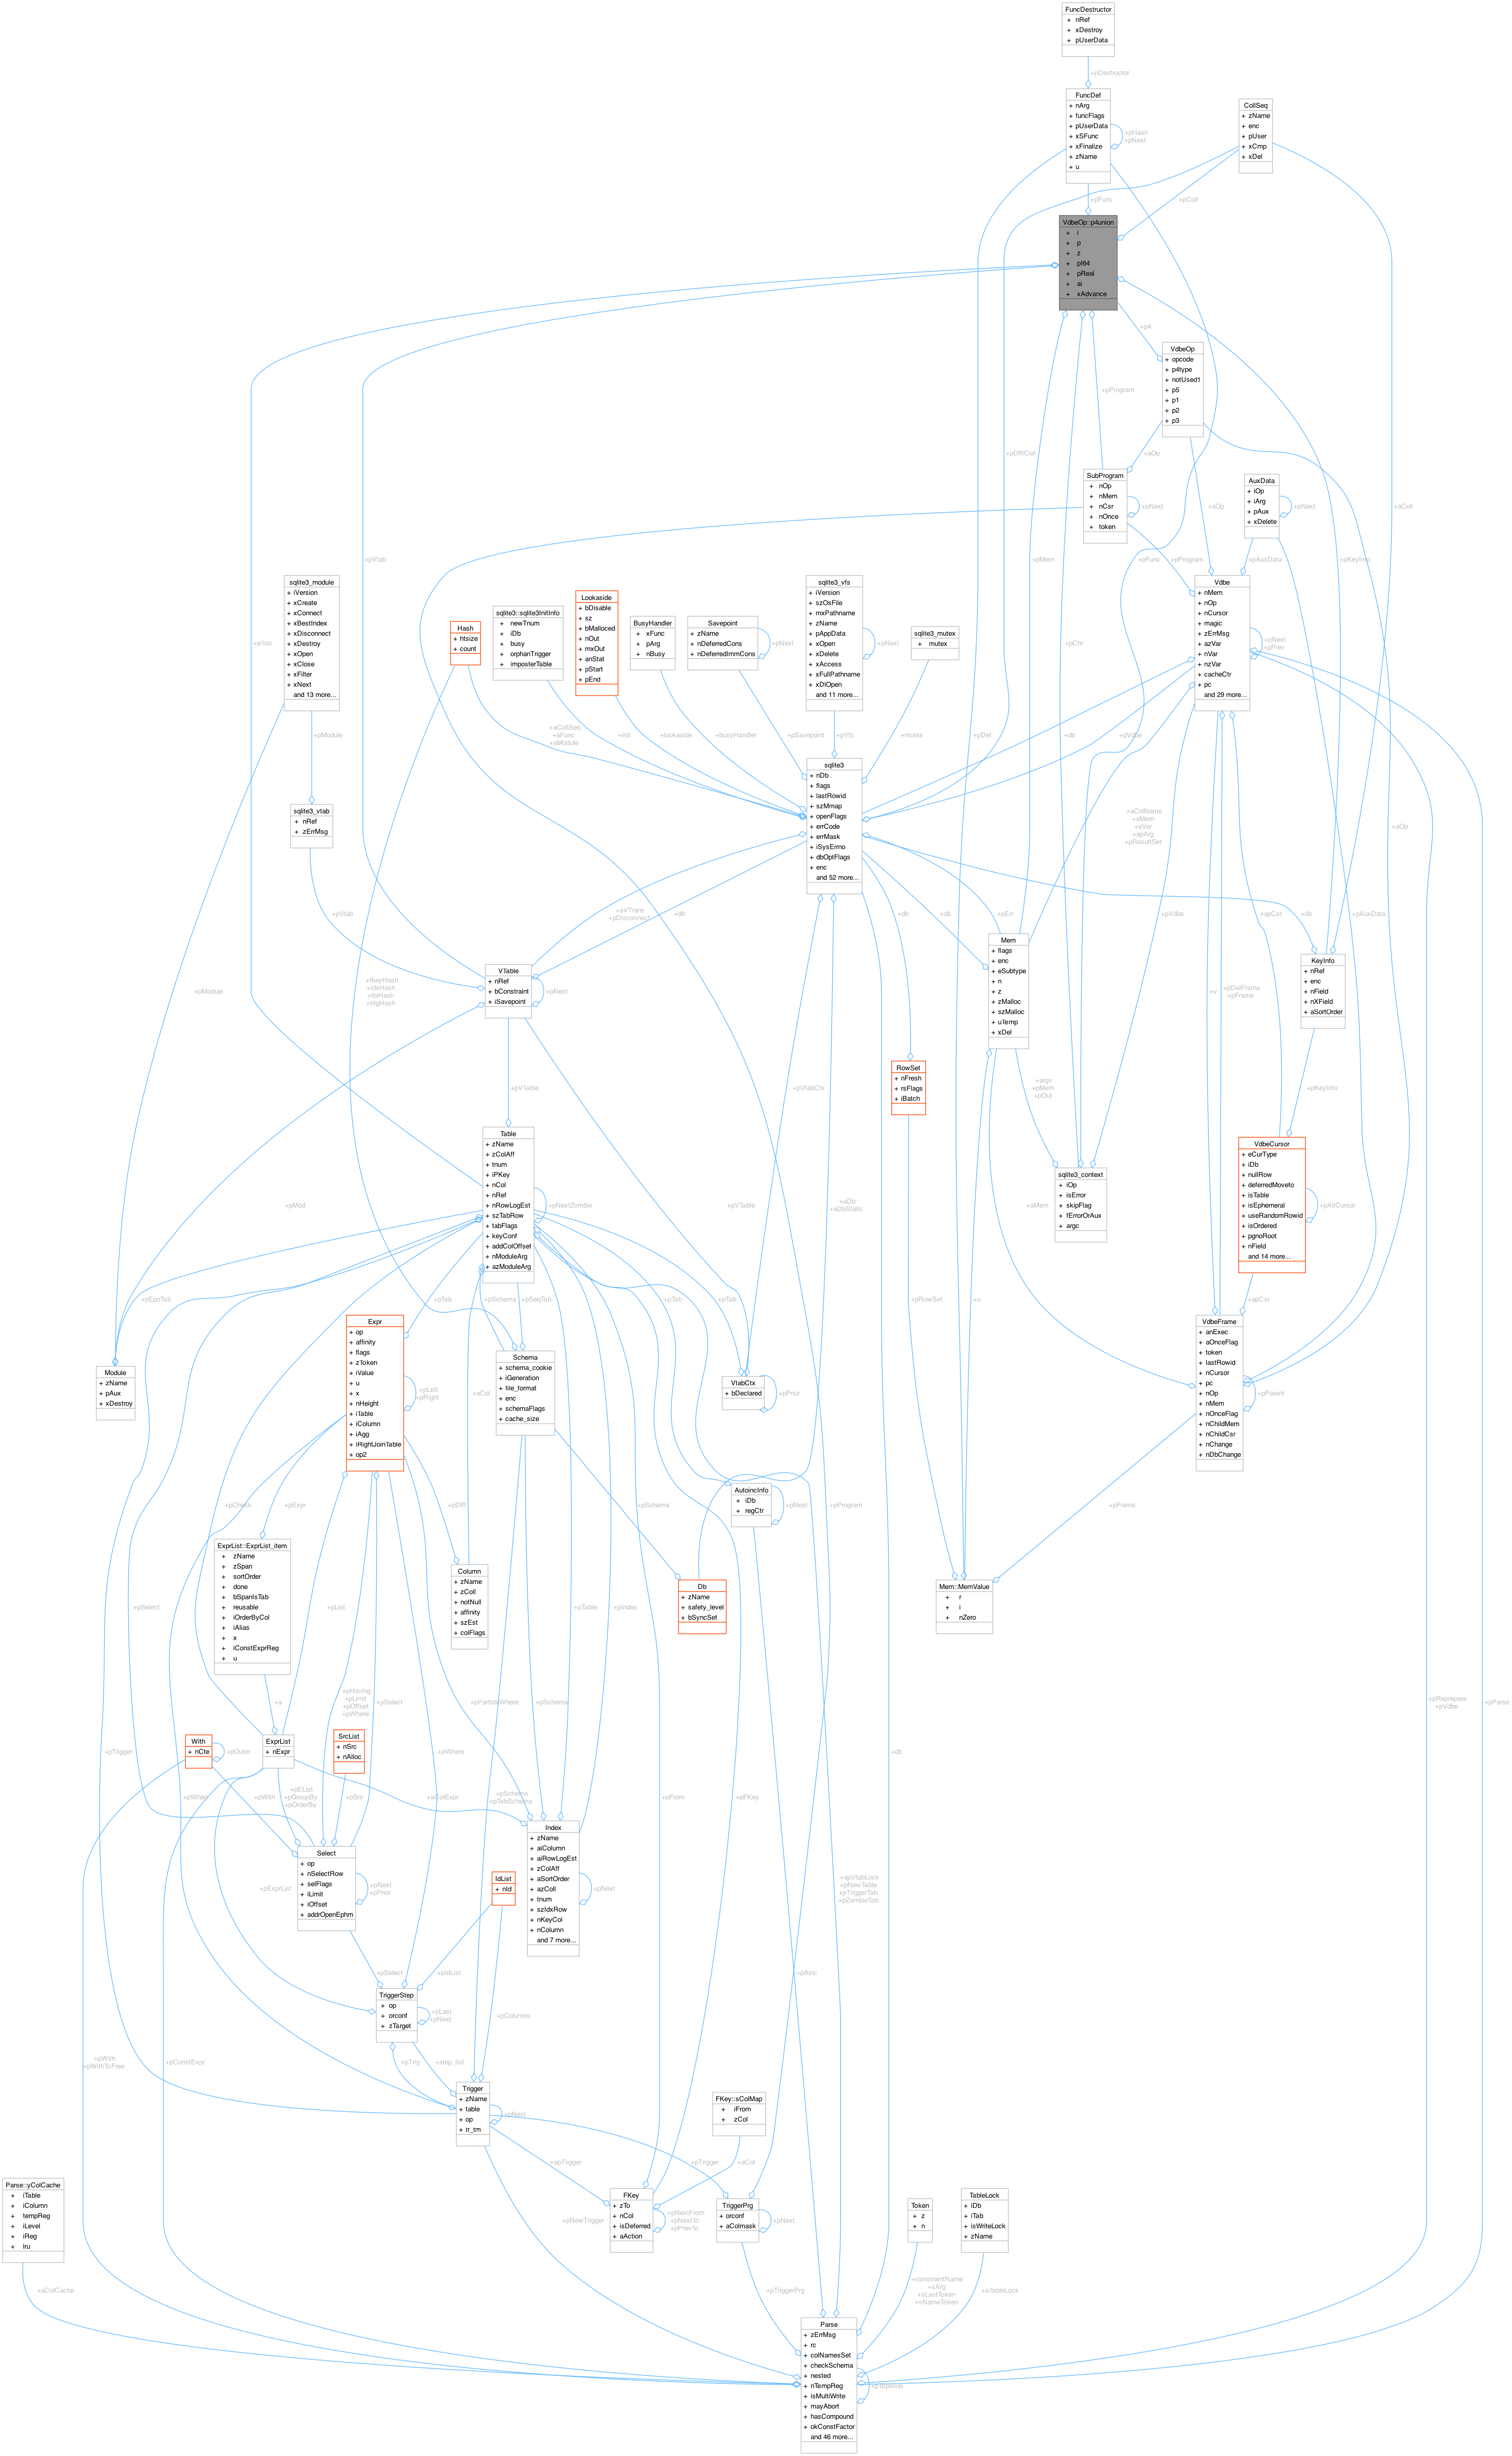 FuncDestructor
+ nRef
+ xDestroy
+ pUserData
+pDestructor
FuncDef
+ nArg
+ funcFlags
+ pUserData
+ xSFunc
+ xFinalize
+ zName
+ u
+pHash
+pNext
CollSeq
+ zName
+ enc
+ pUser
+ xCmp
+ xDel
+pFunc
+pColl
VdbeOp::p4union
+ i
+ p
+ z
+ pI64
+ pReal
+ ai
+ xAdvance
+p4
VdbeOp
+ opcode
+ p4type
+ notUsed1
+ p5
+ p1
+ p2
+ p3
+pTab
+pVtab
+pProgram
+pDfltColl
+aOp
SubProgram
+ nOp
+ nMem
+ nCsr
+ nOnce
+ token
+pNext
+aOp
AuxData
+ iOp
+ iArg
+ pAux
+ xDelete
+pNext
+aColl
+pMem
+pFunc
+pProgram
+pAuxData
+pKeyInfo
sqlite3_module
+ iVersion
+ xCreate
+ xConnect
+ xBestIndex
+ xDisconnect
+ xDestroy
+ xOpen
+ xClose
+ xFilter
+ xNext
and 13 more...
Hash
+ htsize
+ count
sqlite3::sqlite3InitInfo
+ newTnum
+ iDb
+ busy
+ orphanTrigger
+ imposterTable
Lookaside
+ bDisable
+ sz
+ bMalloced
+ nOut
+ mxOut
+ anStat
+ pStart
+ pEnd
BusyHandler
+ xFunc
+ pArg
+ nBusy
Savepoint
+ zName
+ nDeferredCons
+ nDeferredImmCons
+pNext
sqlite3_vfs
+ iVersion
+ szOsFile
+ mxPathname
+ zName
+ pAppData
+ xOpen
+ xDelete
+ xAccess
+ xFullPathname
+ xDlOpen
and 11 more...
+pNext
sqlite3_mutex
+ mutex
Vdbe
+ nMem
+ nOp
+ nCursor
+ magic
+ zErrMsg
+ azVar
+ nVar
+ nzVar
+ cacheCtr
+ pc
and 29 more...
+pNext
+pPrev
+pModule
+aCollSeq
+aFunc
+aModule
+init
+lookaside
+busyHandler
+pSavepoint
+pVfs
+mutex
+pDef
+pCtx
+db
+pVdbe
sqlite3_vtab
+ nRef
+ zErrMsg
sqlite3
+ nDb
+ flags
+ lastRowid
+ szMmap
+ openFlags
+ errCode
+ errMask
+ iSysErrno
+ dbOptFlags
+ enc
and 52 more...
+aColName
+aMem
+aVar
+apArg
+pResultSet
+aOp
+pVtab
+aVTrans
+pDisconnect
+db
+db
+db
+pErr
+pVdbe
+apCsr
+db
+pAuxData
VTable
+ nRef
+ bConstraint
+ iSavepoint
+pNext
Mem
+ flags
+ enc
+ eSubtype
+ n
+ z
+ zMalloc
+ szMalloc
+ uTemp
+ xDel
KeyInfo
+ nRef
+ enc
+ nField
+ nXField
+ aSortOrder
+pModule
+fkeyHash
+idxHash
+tblHash
+trigHash
+v
+pDelFrame
+pFrame
+pVTable
+pVtabCtx
RowSet
+ nFresh
+ rsFlags
+ iBatch
+argv
+pMem
+pOut
+pKeyInfo
Table
+ zName
+ zColAff
+ tnum
+ iPKey
+ nCol
+ nRef
+ nRowLogEst
+ szTabRow
+ tabFlags
+ keyConf
+ addColOffset
+ nModuleArg
+ azModuleArg
+pNextZombie
+pMod
+pVTable
+aDb
+aDbStatic
+aMem
sqlite3_context
+ iOp
+ isError
+ skipFlag
+ fErrorOrAux
+ argc
VdbeCursor
+ eCurType
+ iDb
+ nullRow
+ deferredMoveto
+ isTable
+ isEphemeral
+ useRandomRowid
+ isOrdered
+ pgnoRoot
+ nField
and 14 more...
+pAltCursor
+pEpoTab
+pTab
+pSchema
+pSeqTab
+pTab
+pTab
+pRowSet
+u
+apCsr
Module
+ zName
+ pAux
+ xDestroy
Expr
+ op
+ affinity
+ flags
+ zToken
+ iValue
+ u
+ x
+ nHeight
+ iTable
+ iColumn
+ iAgg
+ iRightJoinTable
+ op2
+pLeft
+pRight
+aCol
Schema
+ schema_cookie
+ iGeneration
+ file_format
+ enc
+ schemaFlags
+ cache_size
VtabCtx
+ bDeclared
+pPrior
VdbeFrame
+ anExec
+ aOnceFlag
+ token
+ lastRowid
+ nCursor
+ pc
+ nOp
+ nMem
+ nOnceFlag
+ nChildMem
+ nChildCsr
+ nChange
+ nDbChange
+pParent
+pCheck
+pExpr
+pDflt
+pSchema
AutoincInfo
+ iDb
+ regCtr
+pNext
+pProgram
+pFrame
ExprList::ExprList_item
+ zName
+ zSpan
+ sortOrder
+ done
+ bSpanIsTab
+ reusable
+ iOrderByCol
+ iAlias
+ x
+ iConstExprReg
+ u
Column
+ zName
+ zColl
+ notNull
+ affinity
+ szEst
+ colFlags
Db
+ zName
+ safety_level
+ bSyncSet
Mem::MemValue
+ r
+ i
+ nZero
+pSelect
+pList
+pTable
+pIndex
+a
+pHaving
+pLimit
+pOffset
+pWhere
+pSelect
+pPartIdxWhere
+pSchema
+pReprepare
+pVdbe
+pParse
With
+ nCte
+pOuter
ExprList
+ nExpr
SrcList
+ nSrc
+ nAlloc
+pTrigger
+pWhere
+db
+pWhen
+pWith
+pEList
+pGroupBy
+pOrderBy
+pSrc
+aColExpr
+pSchema
+pTabSchema
+pFrom
+pFKey
Select
+ op
+ nSelectRow
+ selFlags
+ iLimit
+ iOffset
+ addrOpenEphm
+pNext
+pPrior
Index
+ zName
+ aiColumn
+ aiRowLogEst
+ zColAff
+ aSortOrder
+ azColl
+ tnum
+ szIdxRow
+ nKeyCol
+ nColumn
and 7 more...
+pNext
+pExprList
IdList
+ nId
+apVtabLock
+pNewTable
+pTriggerTab
+pZombieTab
+pSelect
+pIdList
+pAinc
TriggerStep
+ op
+ orconf
+ zTarget
+pLast
+pNext
+pColumns
+pWith
+pWithToFree
+pConstExpr
+pTrig
+step_list
Trigger
+ zName
+ table
+ op
+ tr_tm
+pNext
FKey::sColMap
+ iFrom
+ zCol
+apTrigger
+aCol
+pTrigger
Parse::yColCache
+ iTable
+ iColumn
+ tempReg
+ iLevel
+ iReg
+ lru
FKey
+ zTo
+ nCol
+ isDeferred
+ aAction
+pNextFrom
+pNextTo
+pPrevTo
TriggerPrg
+ orconf
+ aColmask
+pNext
Token
+ z
+ n
TableLock
+ iDb
+ iTab
+ isWriteLock
+ zName
+pNewTrigger
+aColCache
+pTriggerPrg
+constraintName
+sArg
+sLastToken
+sNameToken
+aTableLock
Parse
+ zErrMsg
+ rc
+ colNamesSet
+ checkSchema
+ nested
+ nTempReg
+ isMultiWrite
+ mayAbort
+ hasCompound
+ okConstFactor
and 46 more...
+pToplevel